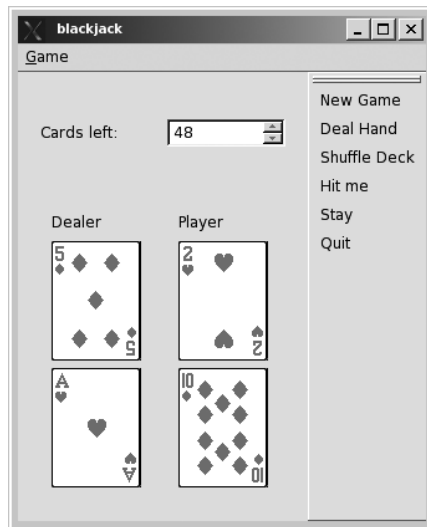 blackjack
Game
Cards left:
48
New Game
Deal Hand
Shuffle Deck
Hit me
Stay
Quit
Dealer
Player
5
5
2
2
A
A
10
10